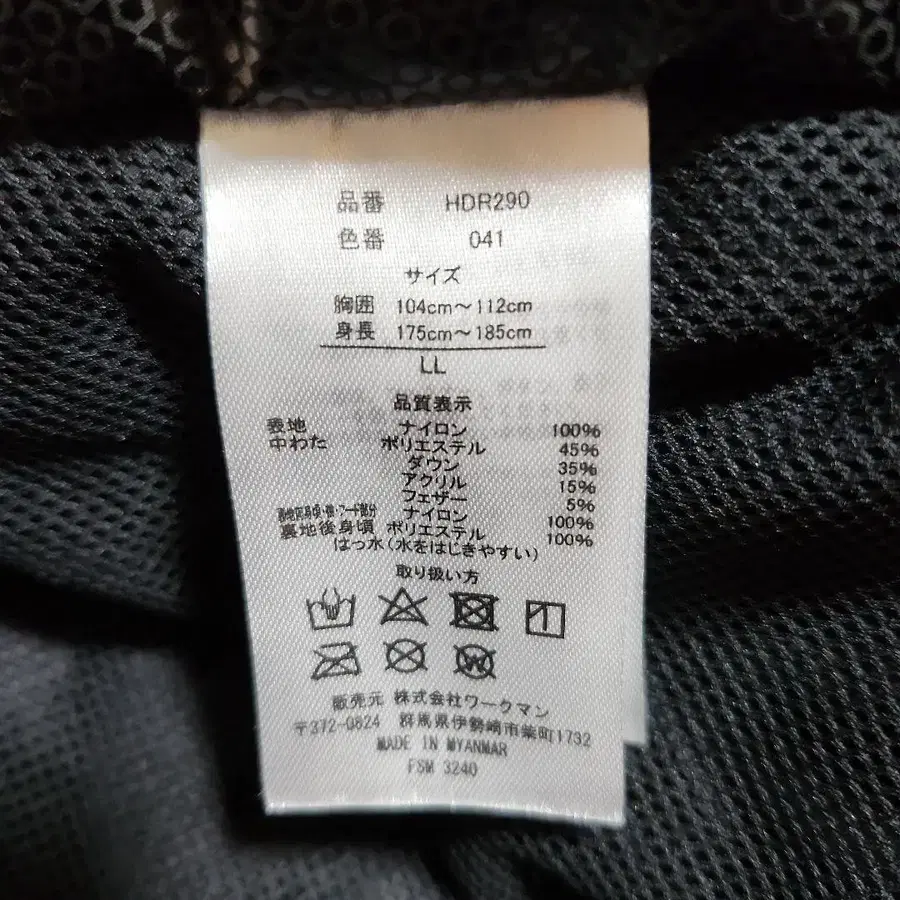 品番 HDR290
色番 041
サイズ
胸囲 104cm～112cm
身長 175cm～185cm
LL
品質表示
表地 ナイロン 100%
中わた ポリエステル 45%
ダウン 35%
アクリル 15%
フェザー 5%
ナイロン 100%
裏地後身頃 ポリエステル 100%
はっ水(水をはじきやすい)
取り扱い方
販売元 株式会社ワークマン
〒372-0824 群馬県伊勢崎市柴町1732
MADE IN MYANMAR
FSM 3240